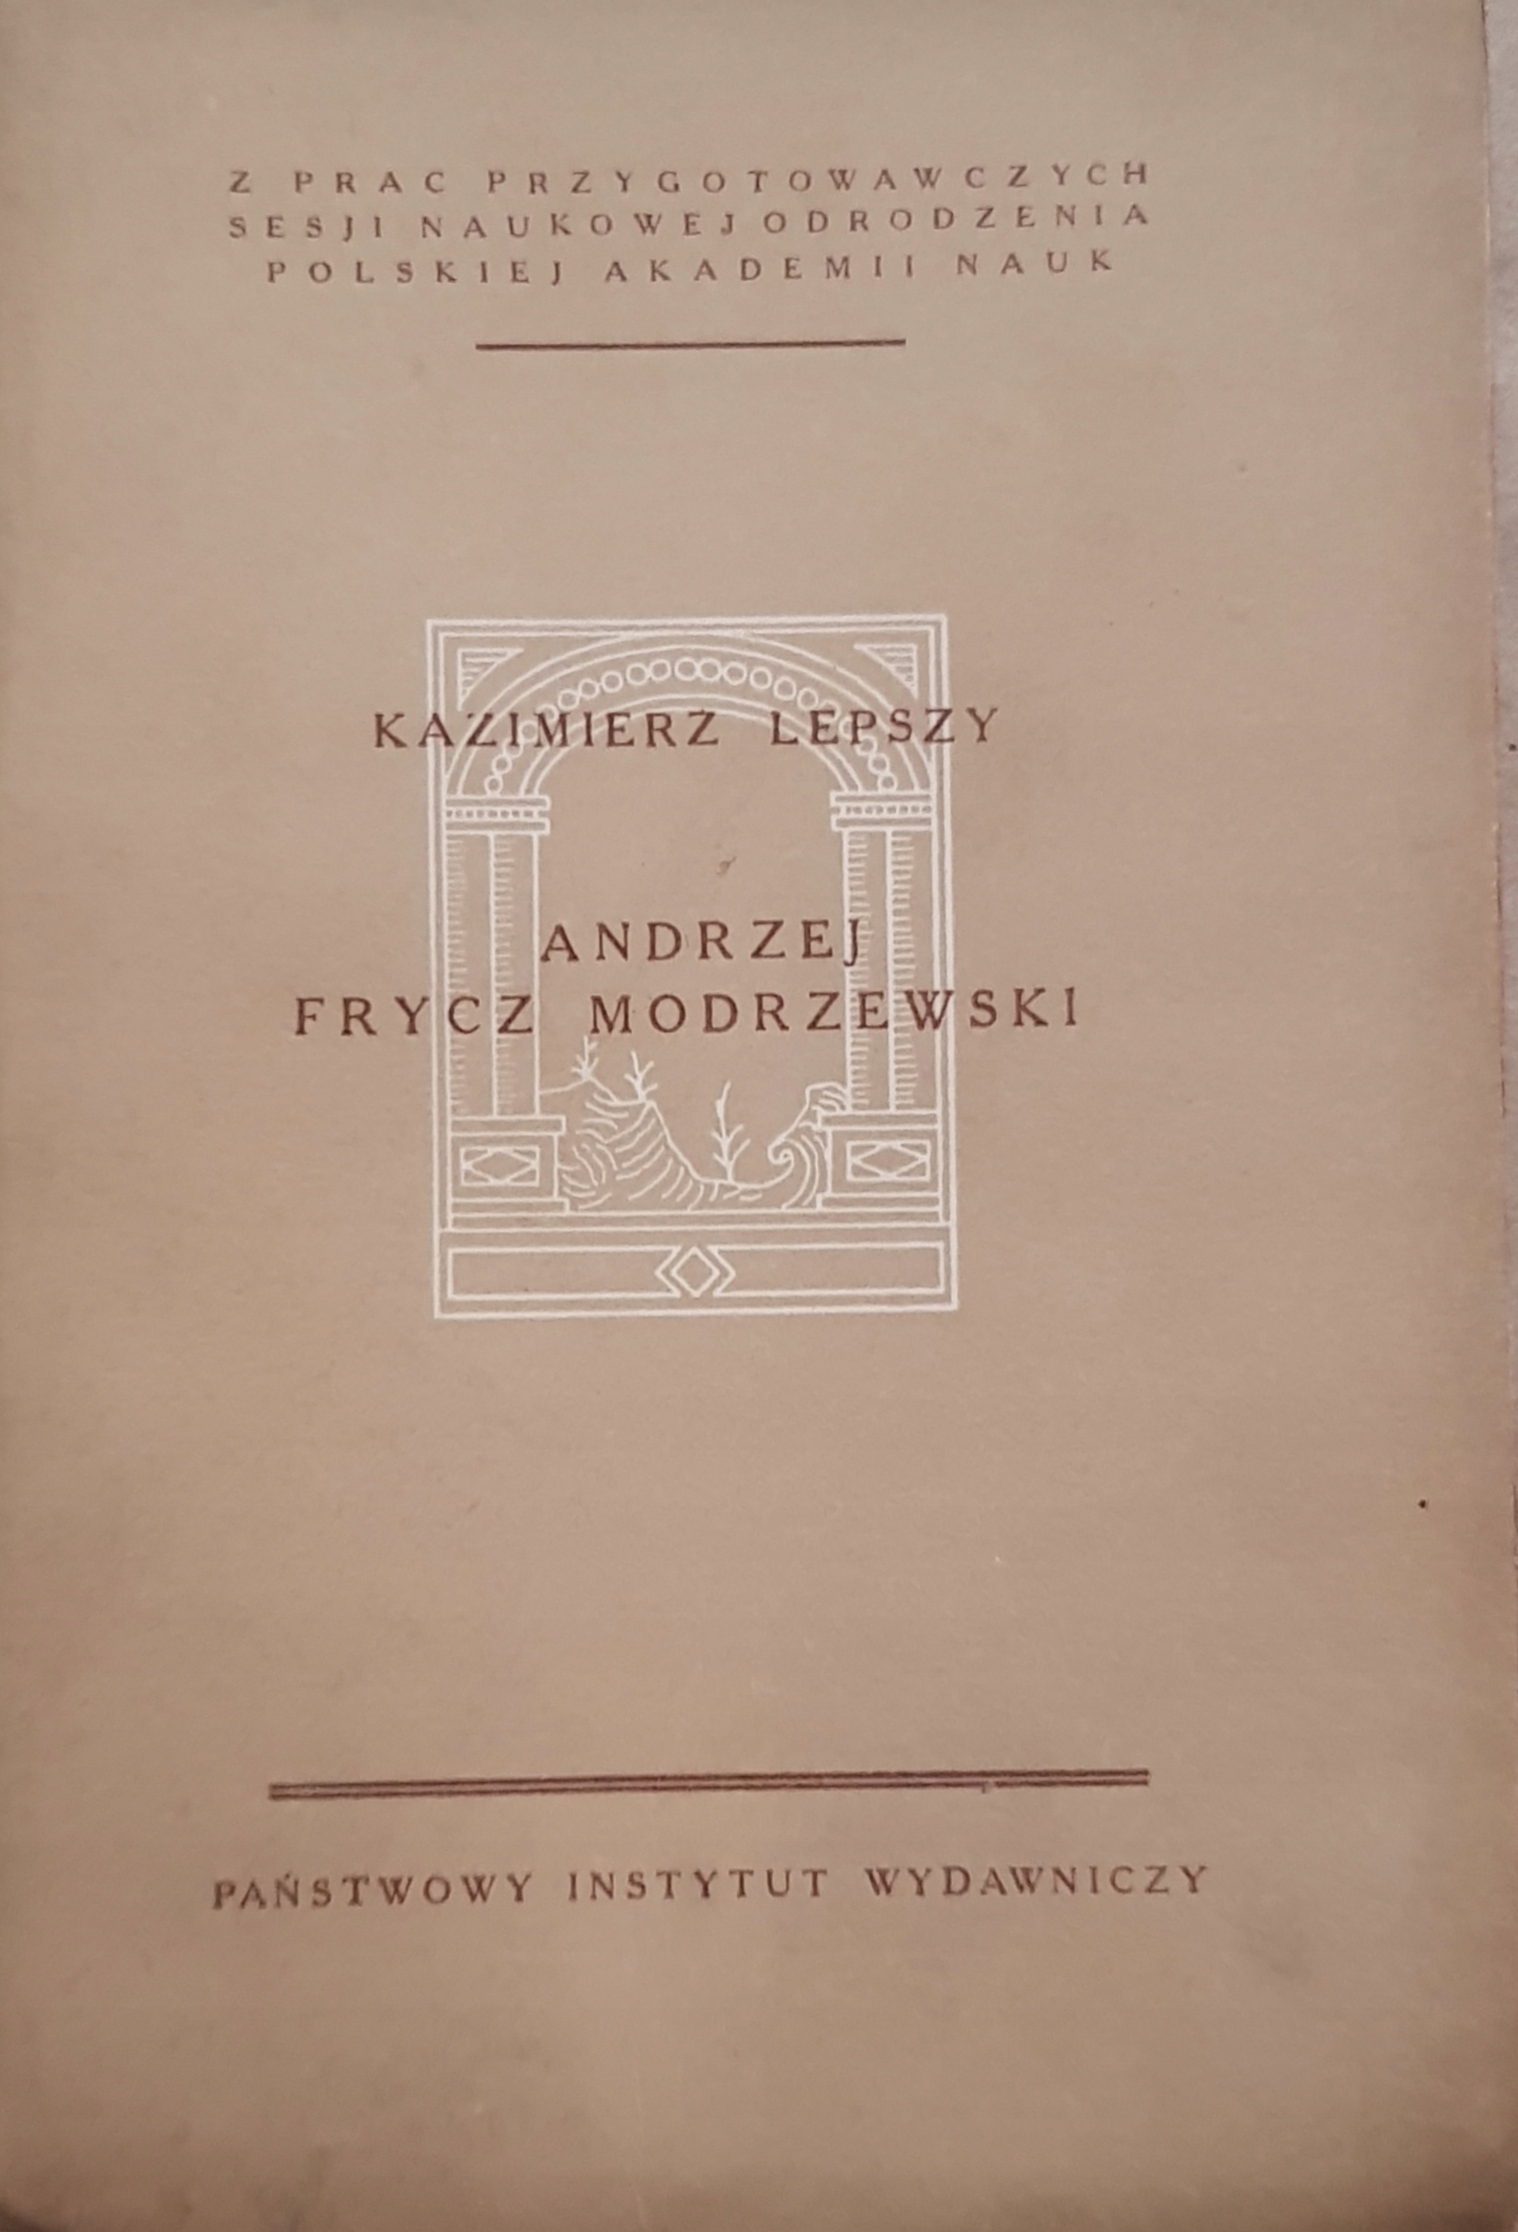 Z PRAC PRZYGOTOWAWCZYCH
SESJI NAUKOWEJ ODRODZENIA
POLSKIEJ AKADEMII NAUK
KAZIMIERZ LEPSZY
ANDRZEJ
FRYCZ MODRZEWSKI
PAŃSTWOWY INSTYTUT WYDAWNICZY